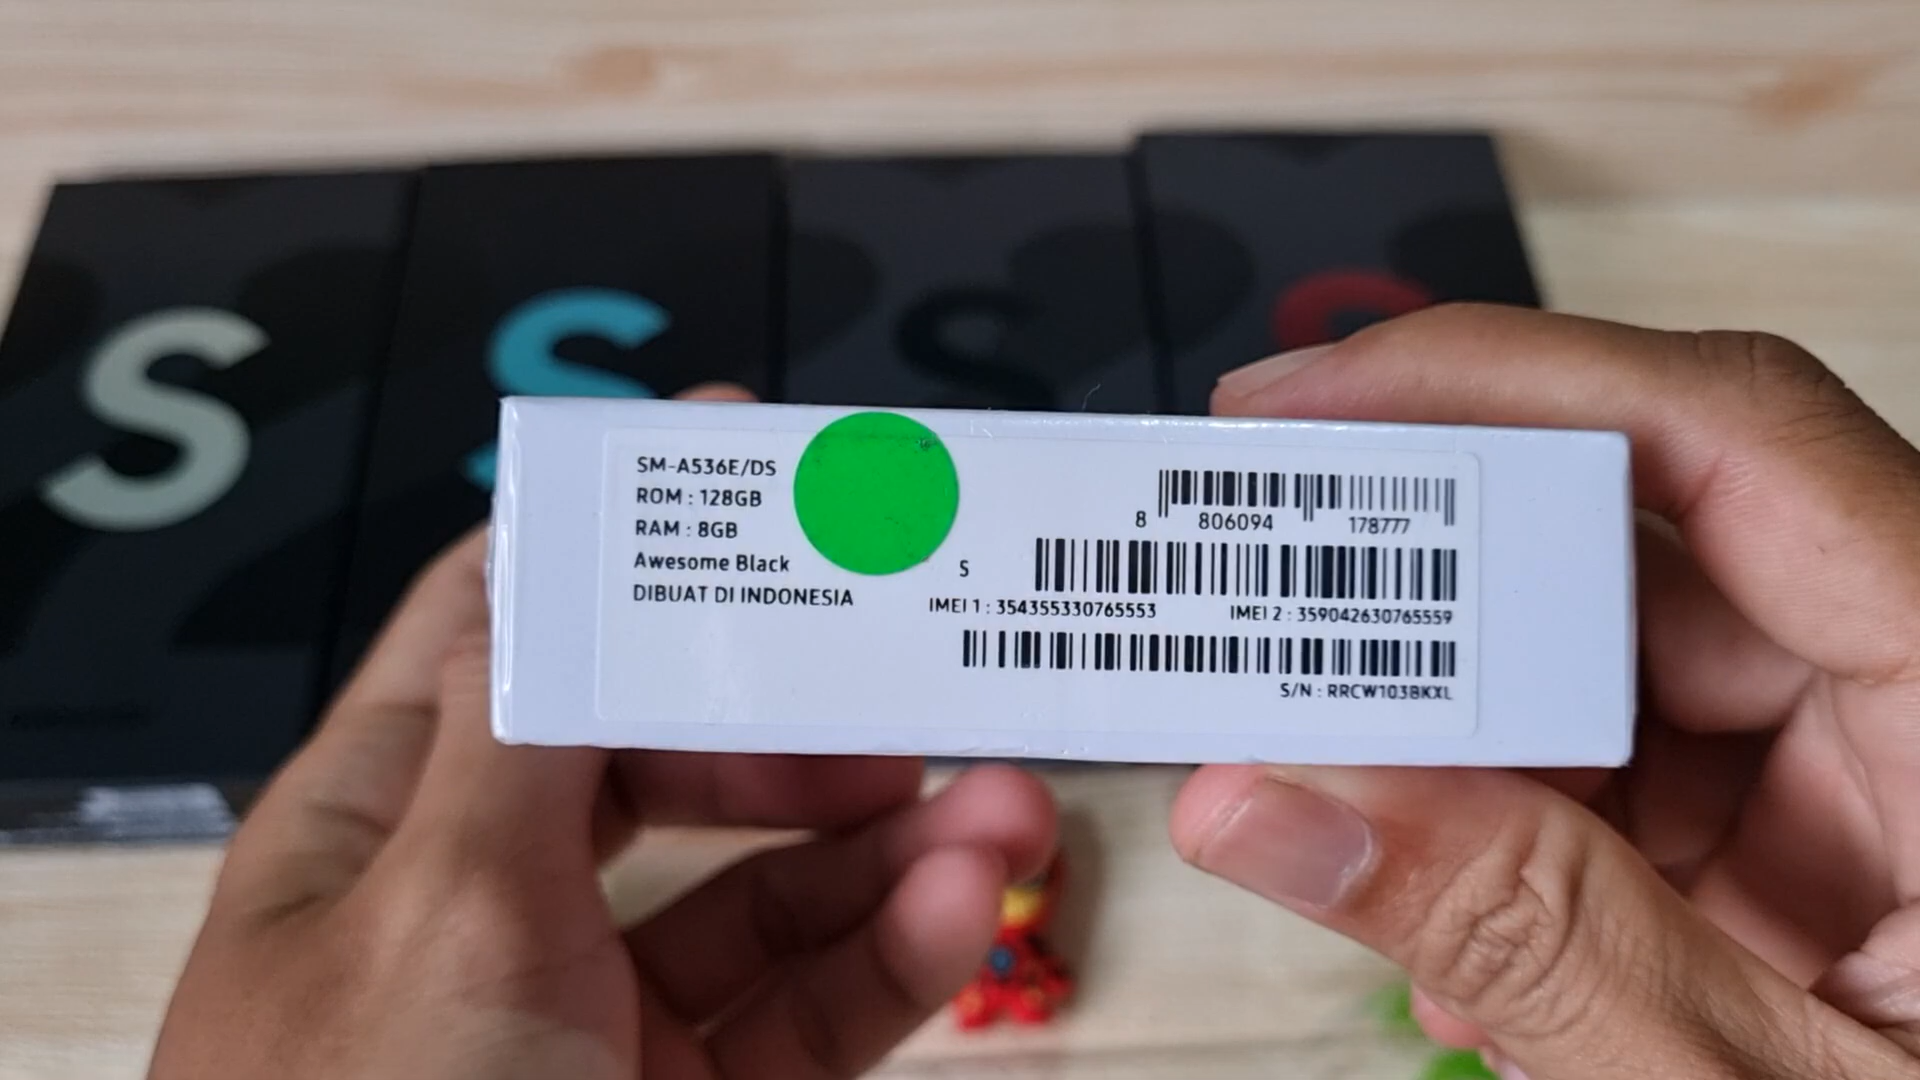 S
S
S
SM-A536E/DS
ROM : 128GB
RAM : 8GB
Awesome Black
DIBUAT DI INDONESIA
8 806094 178777
S
IMEI 1 : 354355330765553 IMEI 2 : 359042630765559
S/N : RRCW103BKXL